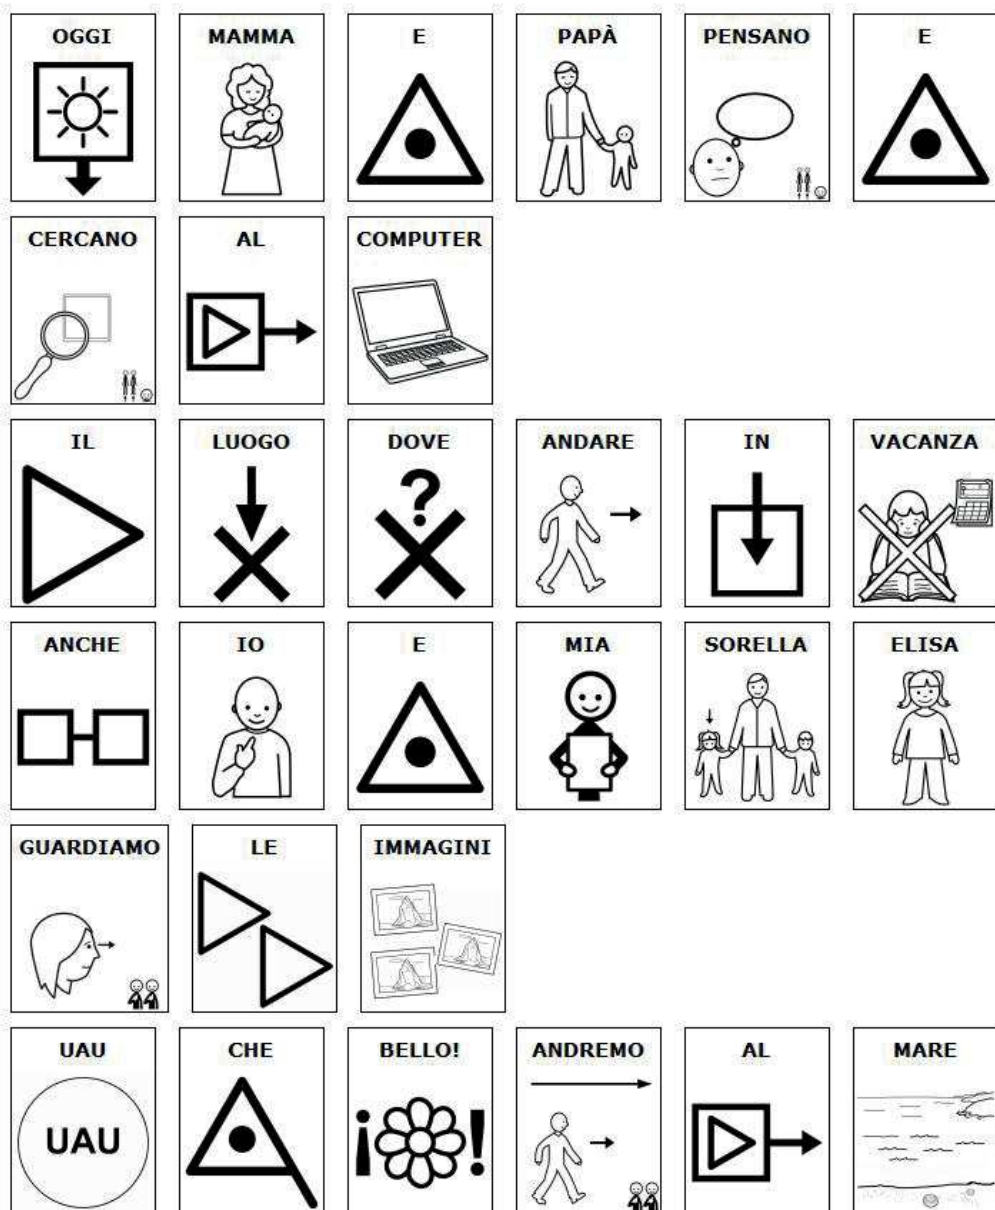 OGGI MAMMA E PAPÀ PENSANO E
CERCANO AL COMPUTER
IL LUOGO DOVE ANDARE IN VACANZA
?
ANCHE IO E MIA SORELLA ELISA
GUARDIAMO LE IMMAGINI
UAU CHE BELLO! ANDREMO AL MARE
UAU ¡ !